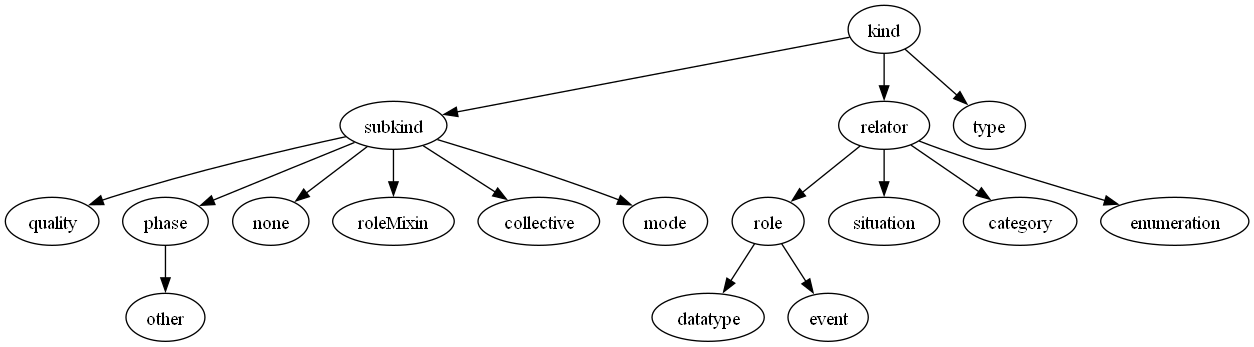 kind
subkind
relator
type
quality
phase
none
roleMixin
collective
mode
role
situation
category
enumeration
other
datatype
event